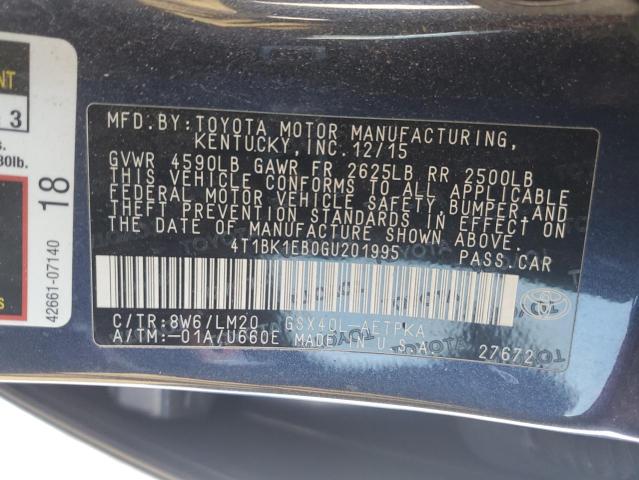 NT
3
30lb.
18
42661-07140
MFD.BY:TOYOTA MOTOR MANUFACTURING,
KENTUCKY, INC.12/15
GVWR 4590LB GAWR FR 2625LB RR 2500LB
THIS VEHICLE CONFORMS TO ALL APPLICABLE
FEDERAL MOTOR VEHICLE SAFETY,BUMPER,AND
THEFT PREVENTION STANDARDS IN EFFECT ON
THE DATE OF MANUFACTURE SHOWN ABOVE.
4T1BK1EB0GU201995 PASS.CAR
C/TR:8W6/LM20 GSX40L-AETPKA
A/TM:-01A/U660E MADE IN U.S.A.
27672